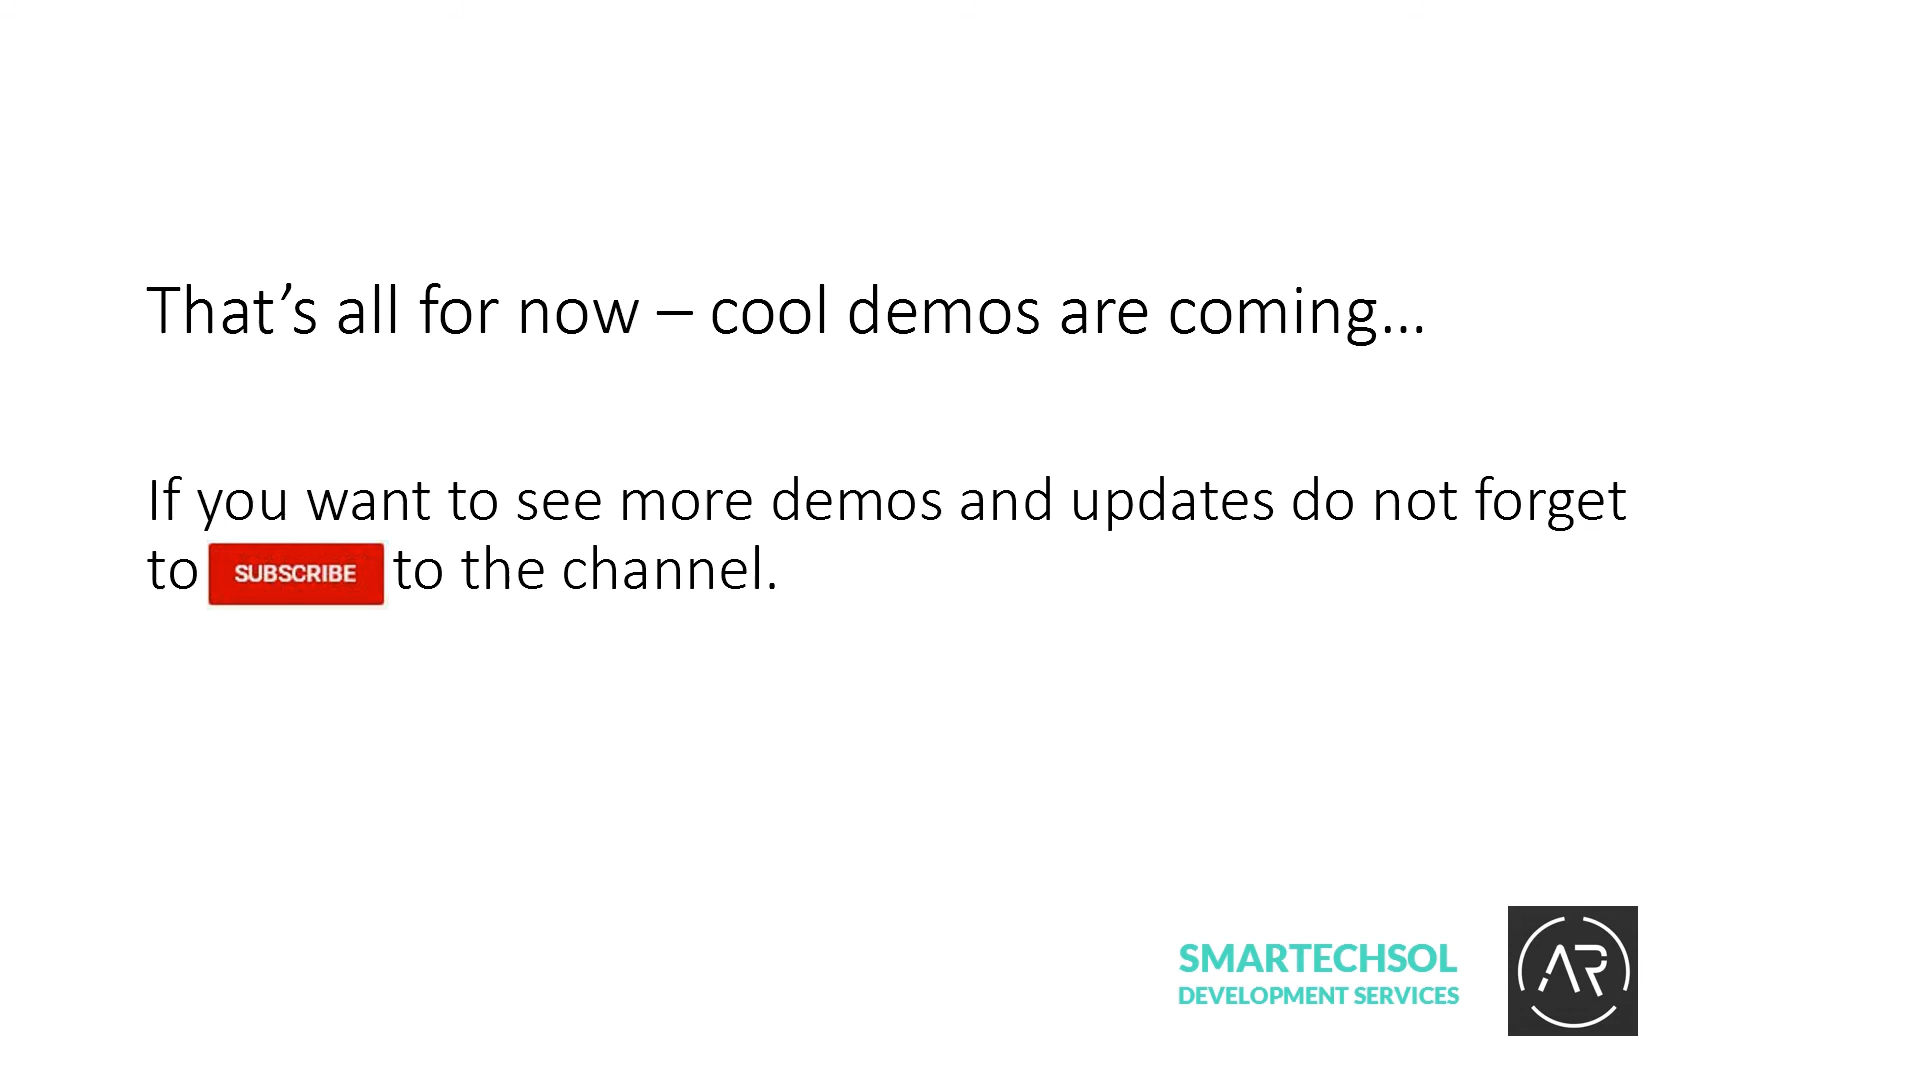 That’s all for now – cool demos are coming…
If you want to see more demos and updates do not forget
to SUBSCRIBE to the channel.
SMARTECHSOL
DEVELOPMENT SERVICES
AR